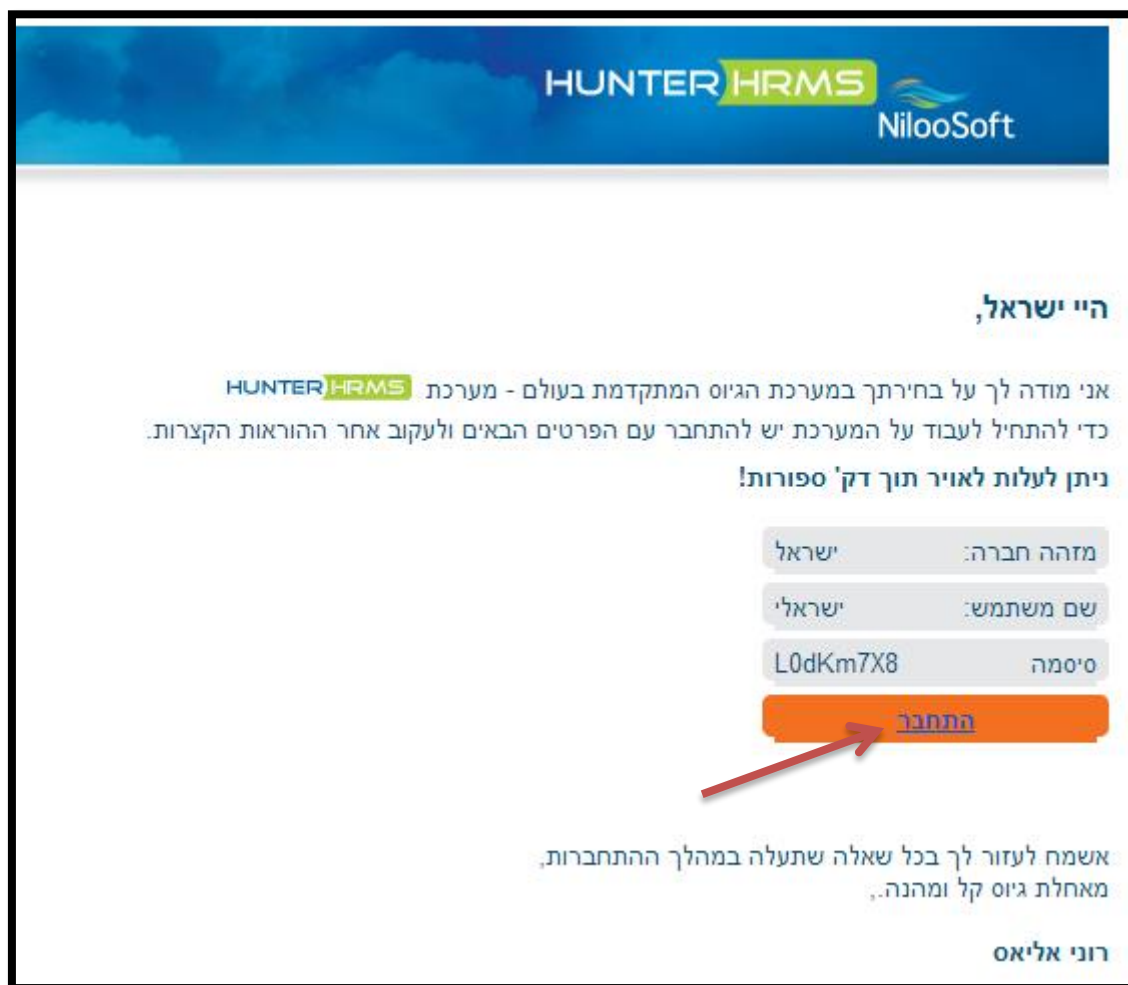 HUNTER HRMS
NilooSoft
היי ישראל,
אני מודה לך על בחירתך במערכת הגיוס המתקדמת בעולם - מערכת HUNTER HRMS
כדי להתחיל לעבוד על המערכת יש להתחבר עם הפרטים הבאים ולעקוב אחר ההוראות הקצרות.
ניתן לעלות לאויר תוך דק' ספורות!
מזהה חברה: ישראל
שם משתמש: ישראלי
סיסמה L0dKm7X8
התחבר
אשמח לעזור לך בכל שאלה שתעלה במהלך ההתחברות,
מאחלת גיוס קל ומהנה.,
רוני אליאס